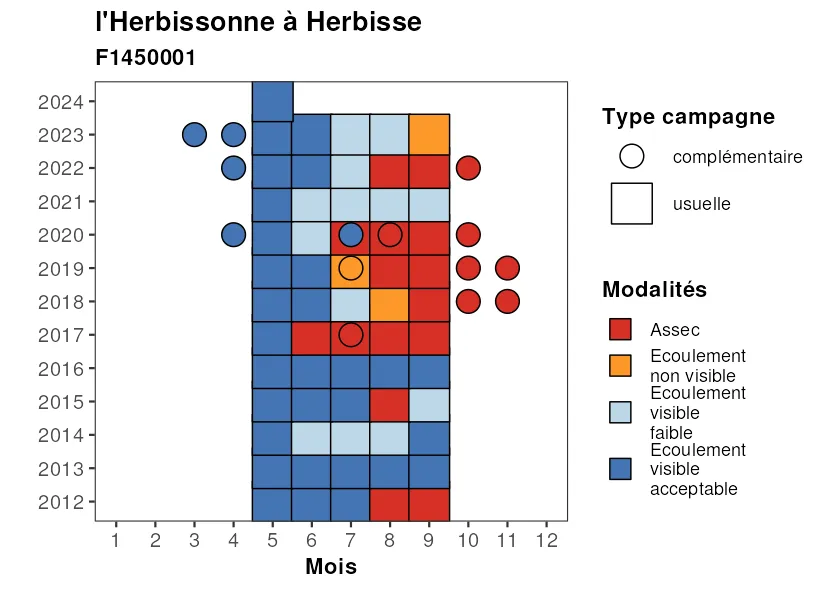 l'Herbissonne à Herbisse
F1450001
2024
2023
2022
2021
2020
2019
2018
2017
2016
2015
2014
2013
2012
1 2 3 4 5 6 7 8 9 10 11 12
Mois
Type campagne
complémentaire
usuelle
Modalités
Assec
Ecoulement
non visible
Ecoulement
visible
faible
Ecoulement
visible
acceptable